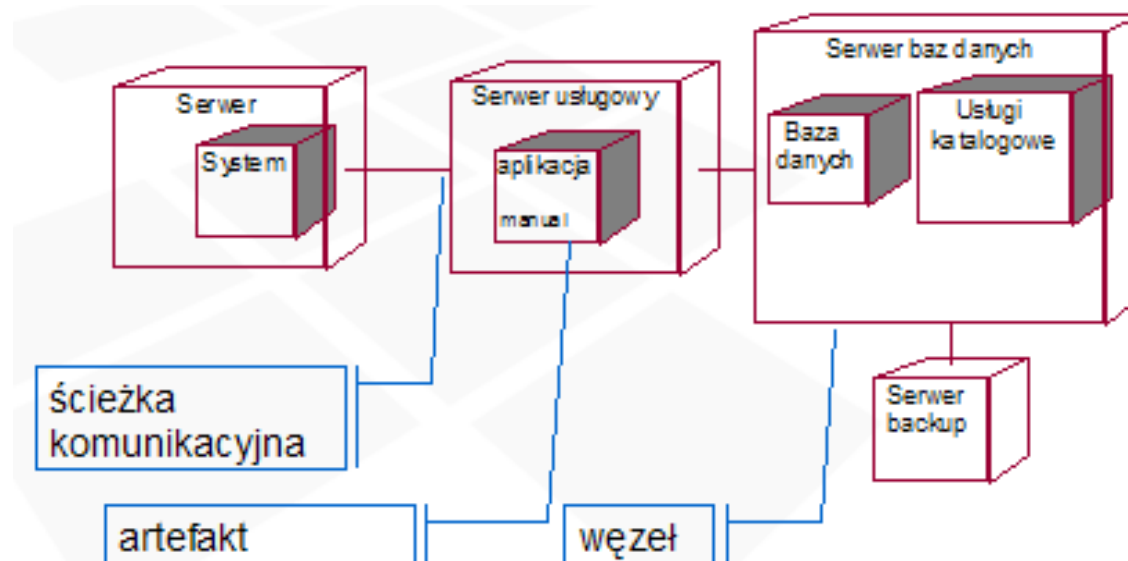 Serwer
System
Serwer usługowy
aplikacja
manual
Serwer baz danych
Baza
danych
Usługi
katalogowe
Serwer
backup
ścieżka
komunikacyjna
artefakt
węzeł